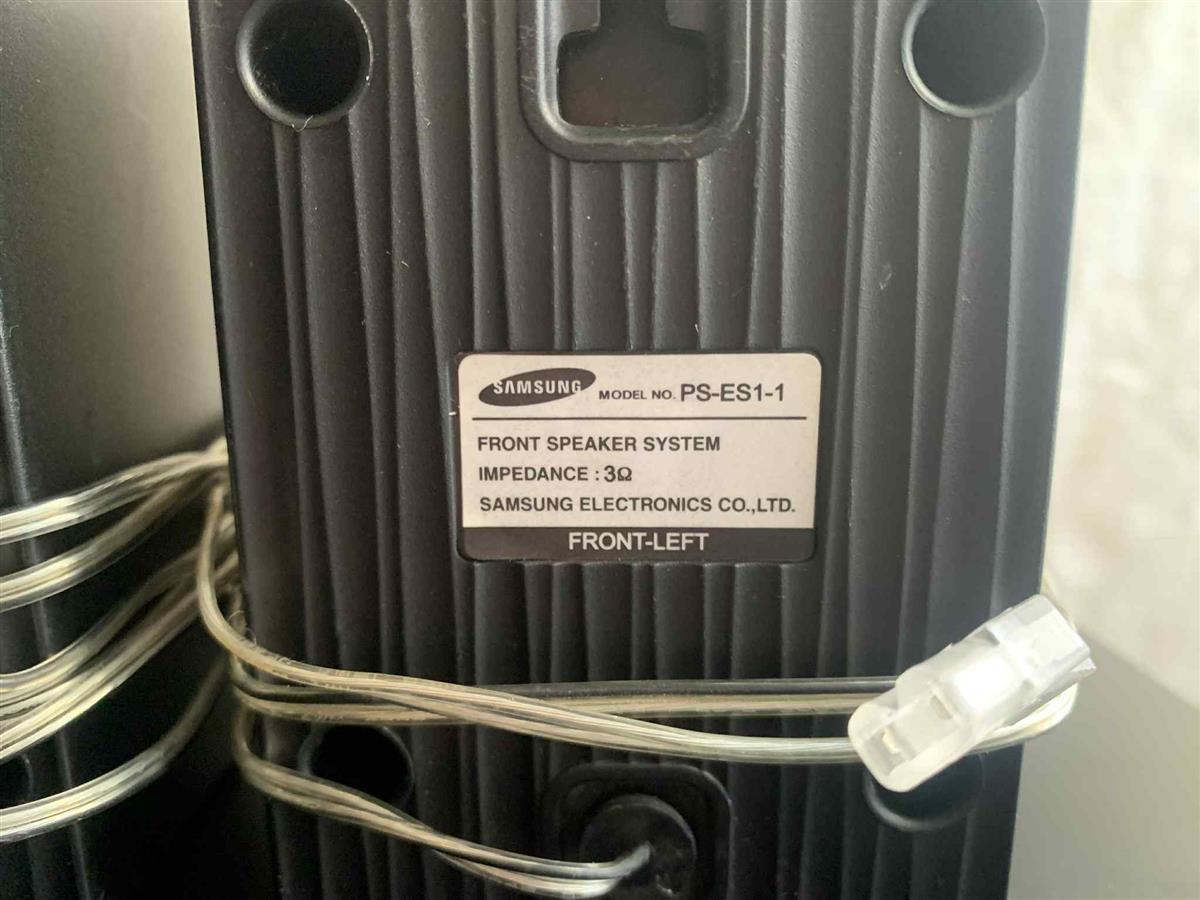 SAMSUNG MODEL NO. PS-ES1-1
FRONT SPEAKER SYSTEM
IMPEDANCE : 3Ω
SAMSUNG ELECTRONICS CO.,LTD.
FRONT-LEFT